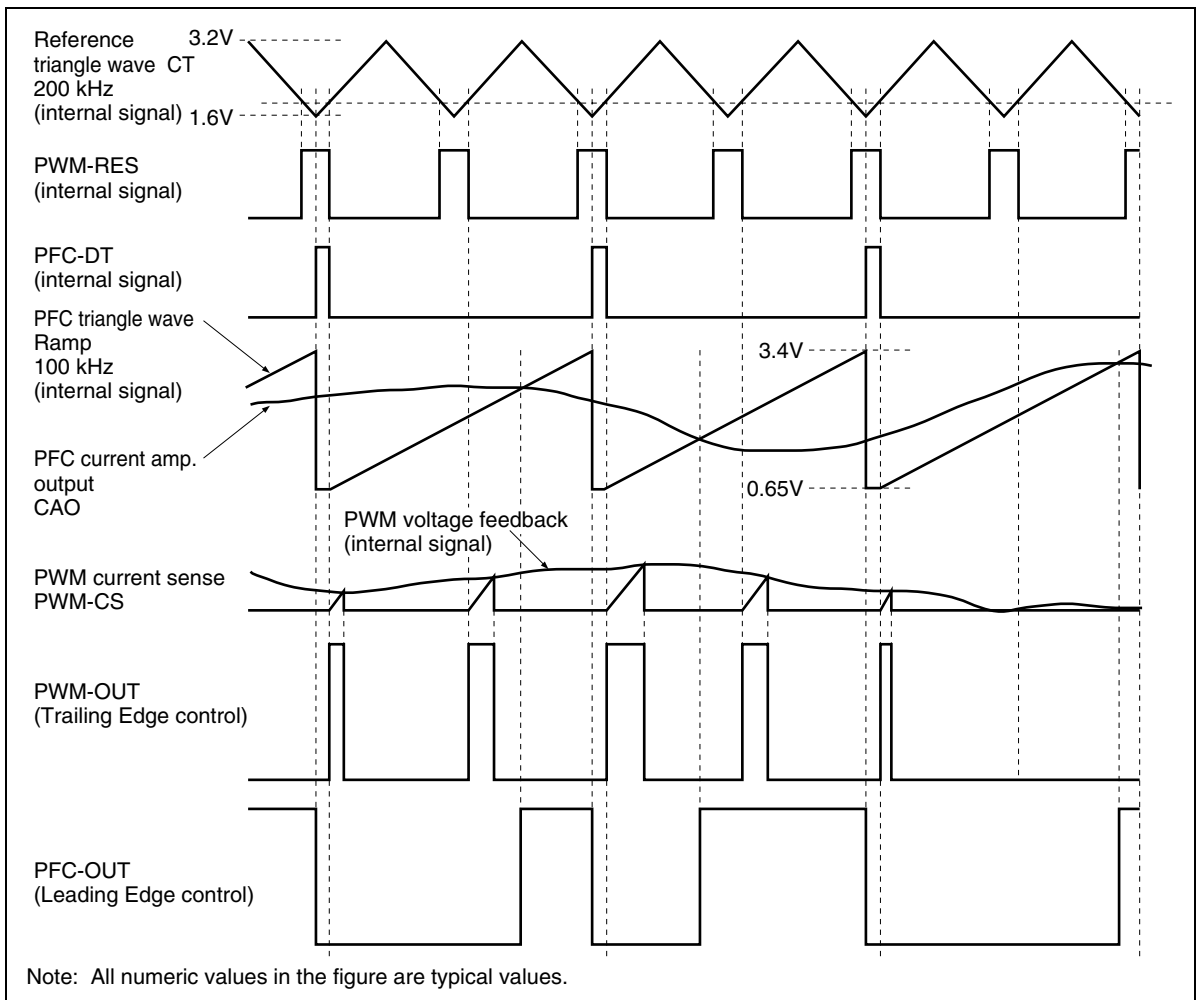 Reference
triangle wave CT
200 kHz
(internal signal)
3.2V
1.6V
PWM-RES
(internal signal)
PFC-DT
(internal signal)
PFC triangle wave
Ramp
100 kHz
(internal signal)
3.4V
PFC current amp.
output
CAO
0.65V
PWM voltage feedback
(internal signal)
PWM current sense
PWM-CS
PWM-OUT
(Trailing Edge control)
PFC-OUT
(Leading Edge control)
Note: All numeric values in the figure are typical values.